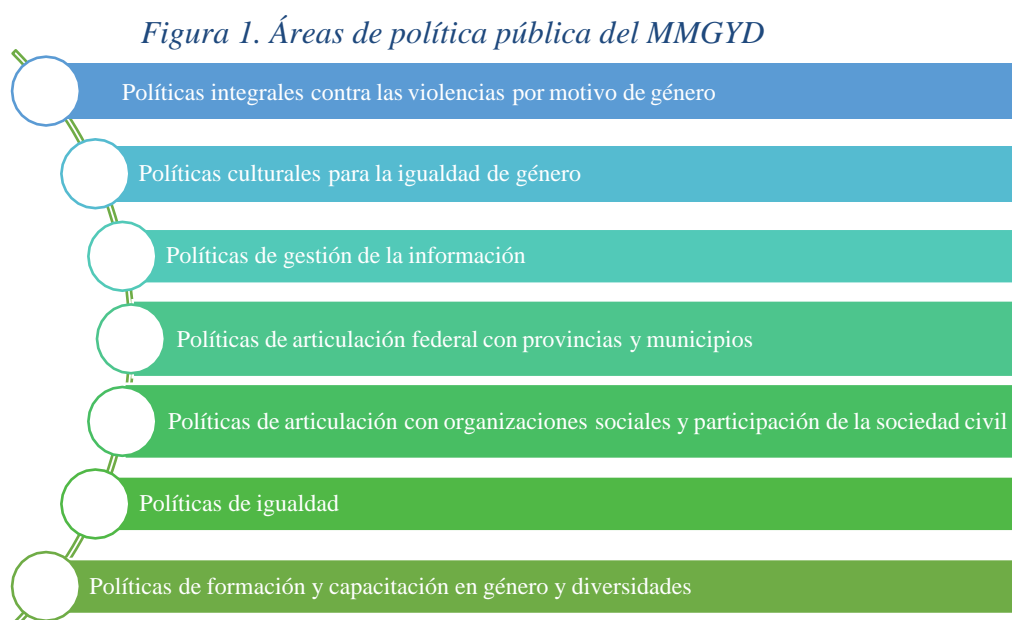 Figura 1. Áreas de política pública del MMGYD
Políticas integrales contra las violencias por motivo de género
Políticas culturales para la igualdad de género
Políticas de gestión de la información
Políticas de articulación federal con provincias y municipios
Políticas de articulación con organizaciones sociales y participación de la sociedad civil
Políticas de igualdad
Políticas de formación y capacitación en género y diversidades